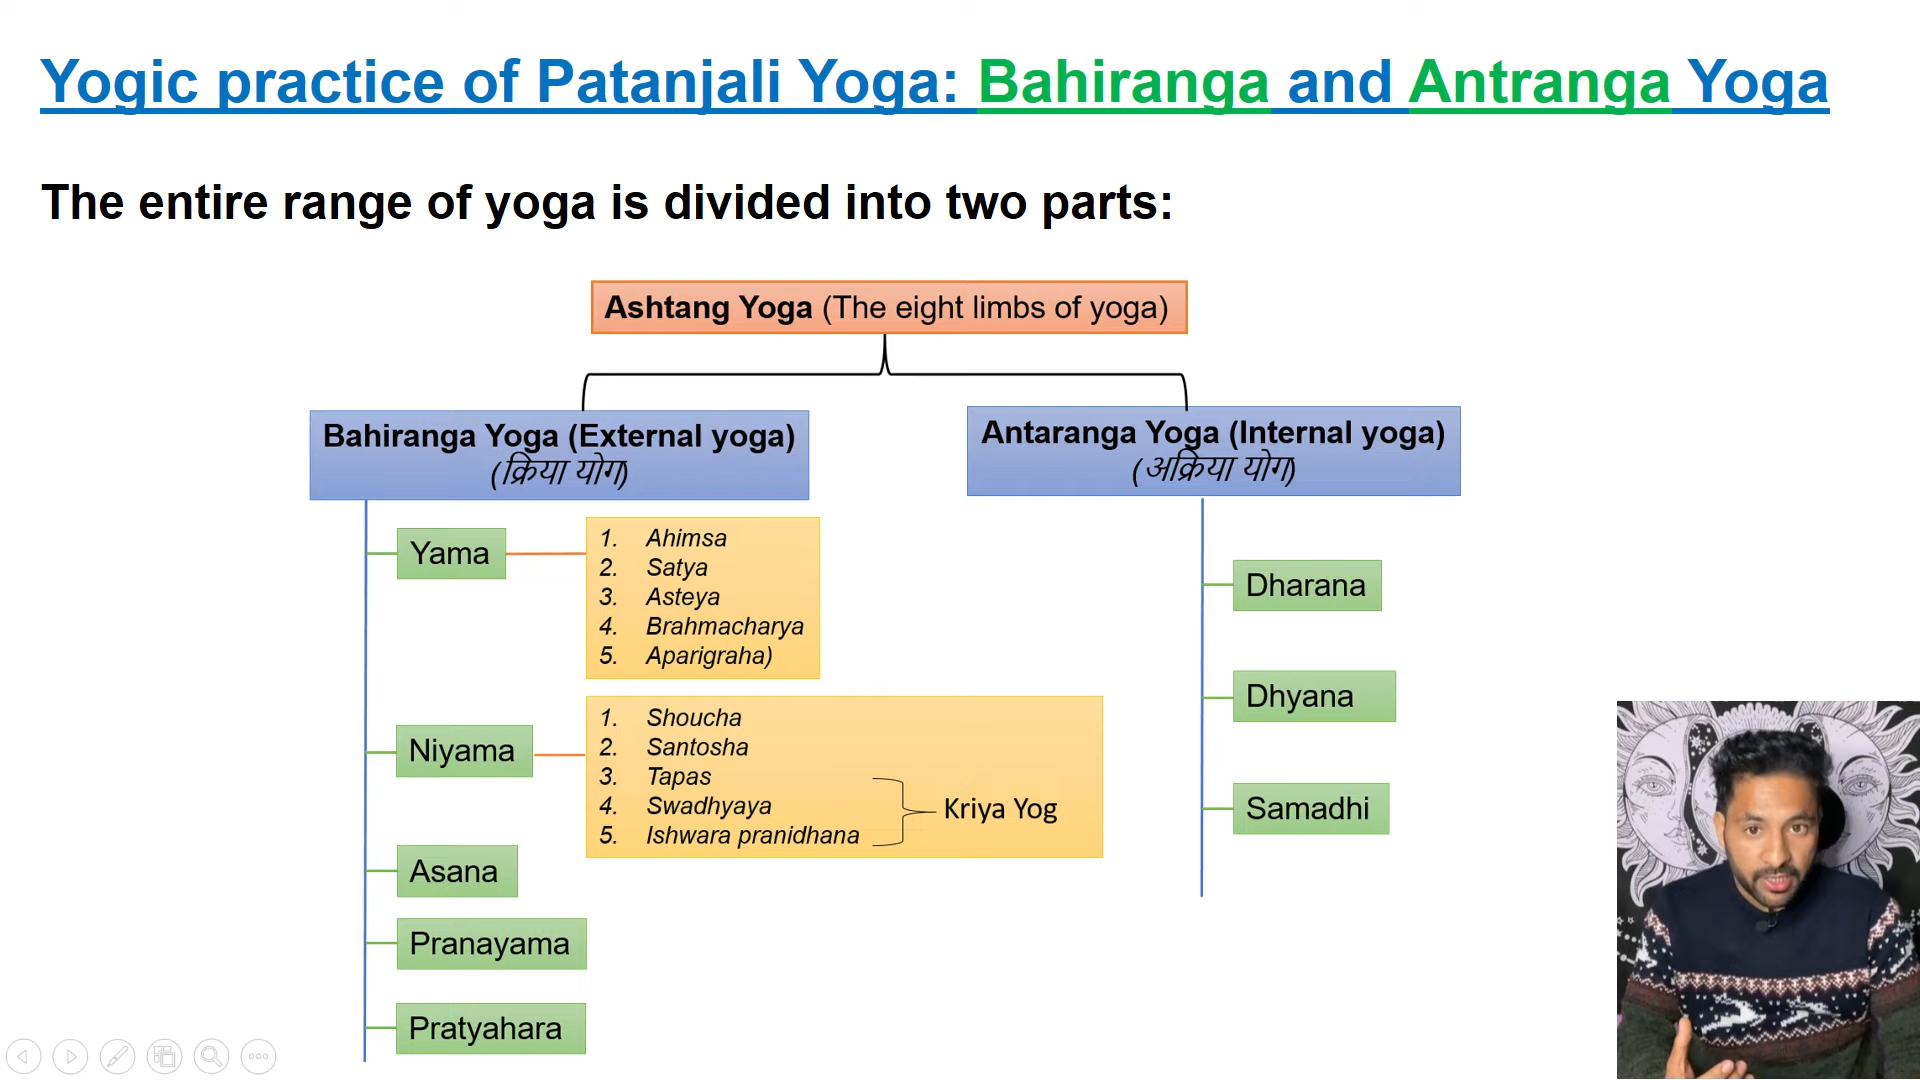 Yogic practice of Patanjali Yoga: Bahiranga and Antranga Yoga
The entire range of yoga is divided into two parts:
Ashtang Yoga (The eight limbs of yoga)
Bahiranga Yoga (External yoga)
(क्रिया योग)
Antaranga Yoga (Internal yoga)
(अक्रिया योग)
Yama
1. Ahimsa
2. Satya
3. Asteya
4. Brahmacharya
5. Aparigraha)
Niyama
1. Shoucha
2. Santosha
3. Tapas
4. Swadhyaya
5. Ishwara pranidhana
Kriya Yog
Asana
Pranayama
Pratyahara
Dharana
Dhyana
Samadhi